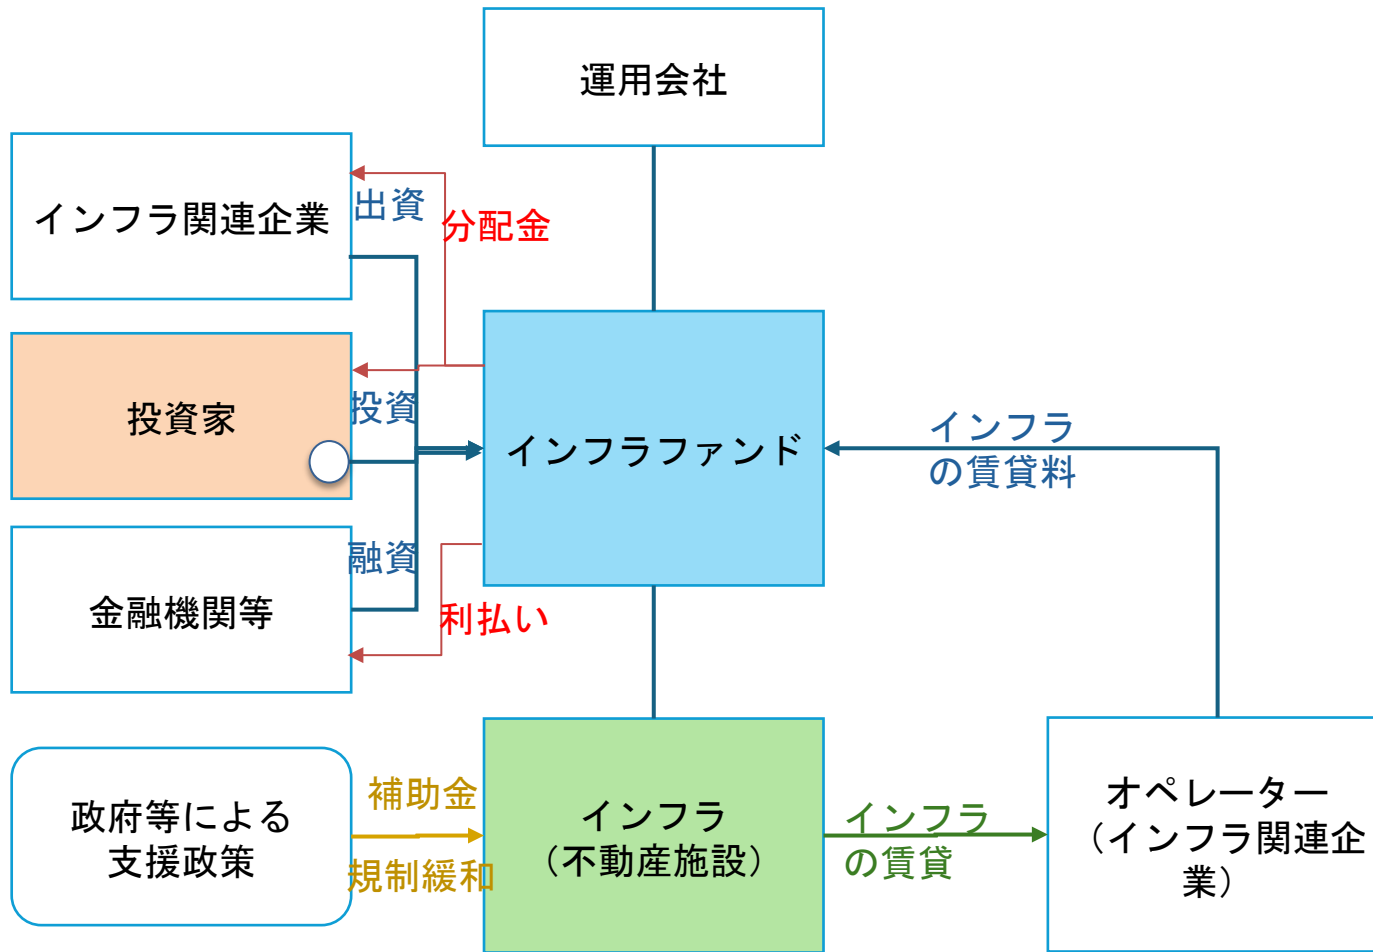 運用会社
インフラ関連企業
出資
分配金
投資家
投資
インフラファンド
インフラ
の賃貸料
融資
金融機関等
利払い
政府等による
支援政策
補助金
規制緩和
インフラ
（不動産施設）
インフラ
の賃貸
オペレーター
（インフラ関連企
業）